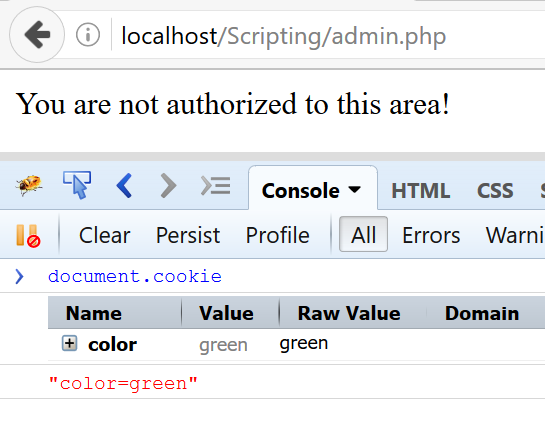 localhost/Scripting/admin.php
You are not authorized to this area!
Console HTML CSS
Clear Persist Profile All Errors Warni
document.cookie
Name Value Raw Value Domain
color green green
"color=green"